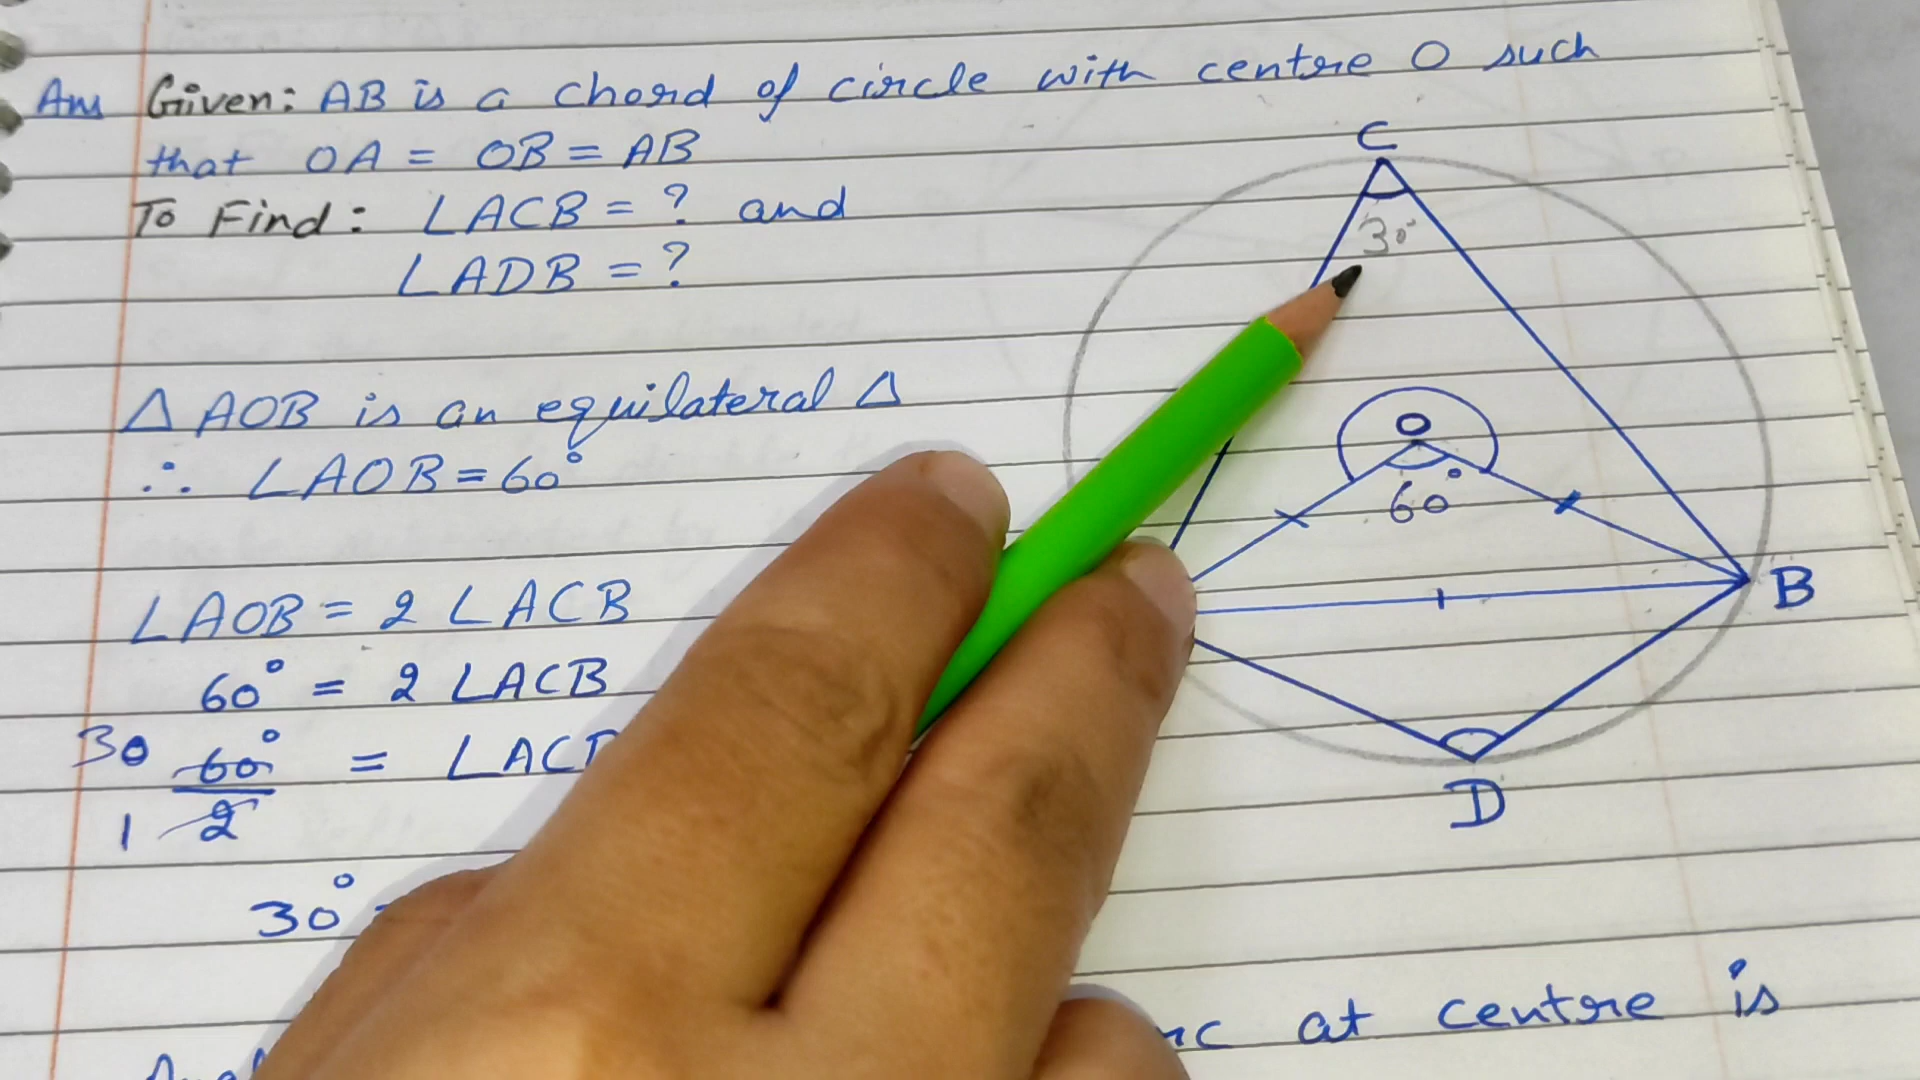 Ans Given: AB is a chord of circle with centre O such
that OA = OB = AB
To Find: ∠ACB = ? and
∠ADB = ?
△ AOB is an equilateral △
∴ ∠AOB = 60°
∠AOB = 2 ∠ACB
60° = 2 ∠ACB
30 60° = ∠AC
1 2
30° =
at centre is
C
30°
O
60°
B
D